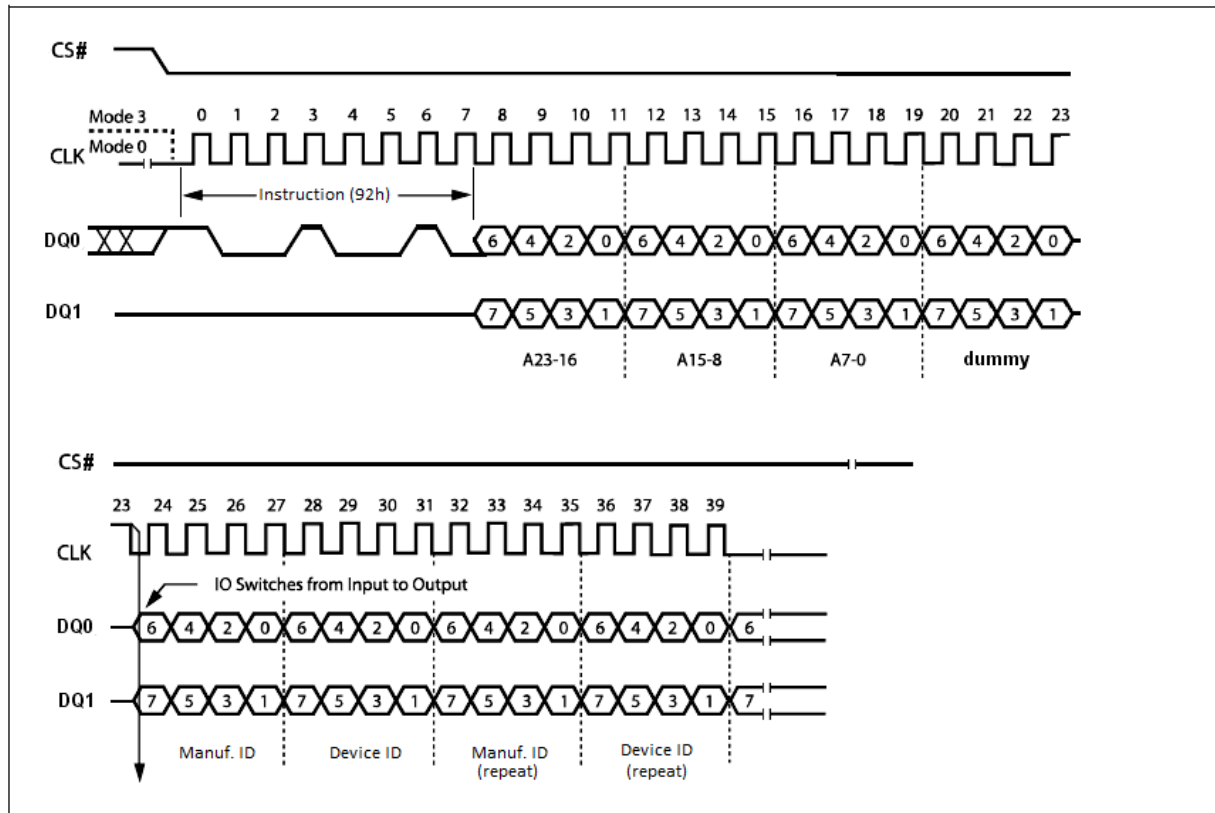 CS#
Mode 3
0 1 2 3 4 5 6 7 8 9 10 11 12 13 14 15 16 17 18 19 20 21 22 23
Mode 0
CLK
Instruction (92h)
DQ0 6 4 2 0 6 4 2 0 6 4 2 0 6 4 2 0
DQ1 7 5 3 1 7 5 3 1 7 5 3 1 7 5 3 1
A23-16 A15-8 A7-0 dummy
CS#
23 24 25 26 27 28 29 30 31 32 33 34 35 36 37 38 39
CLK
IO Switches from Input to Output
DQ0 6 4 2 0 6 4 2 0 6 4 2 0 6 4 2 0 6
DQ1 7 5 3 1 7 5 3 1 7 5 3 1 7 5 3 1 7
Manuf. ID Device ID Manuf. ID Device ID
(repeat) (repeat)